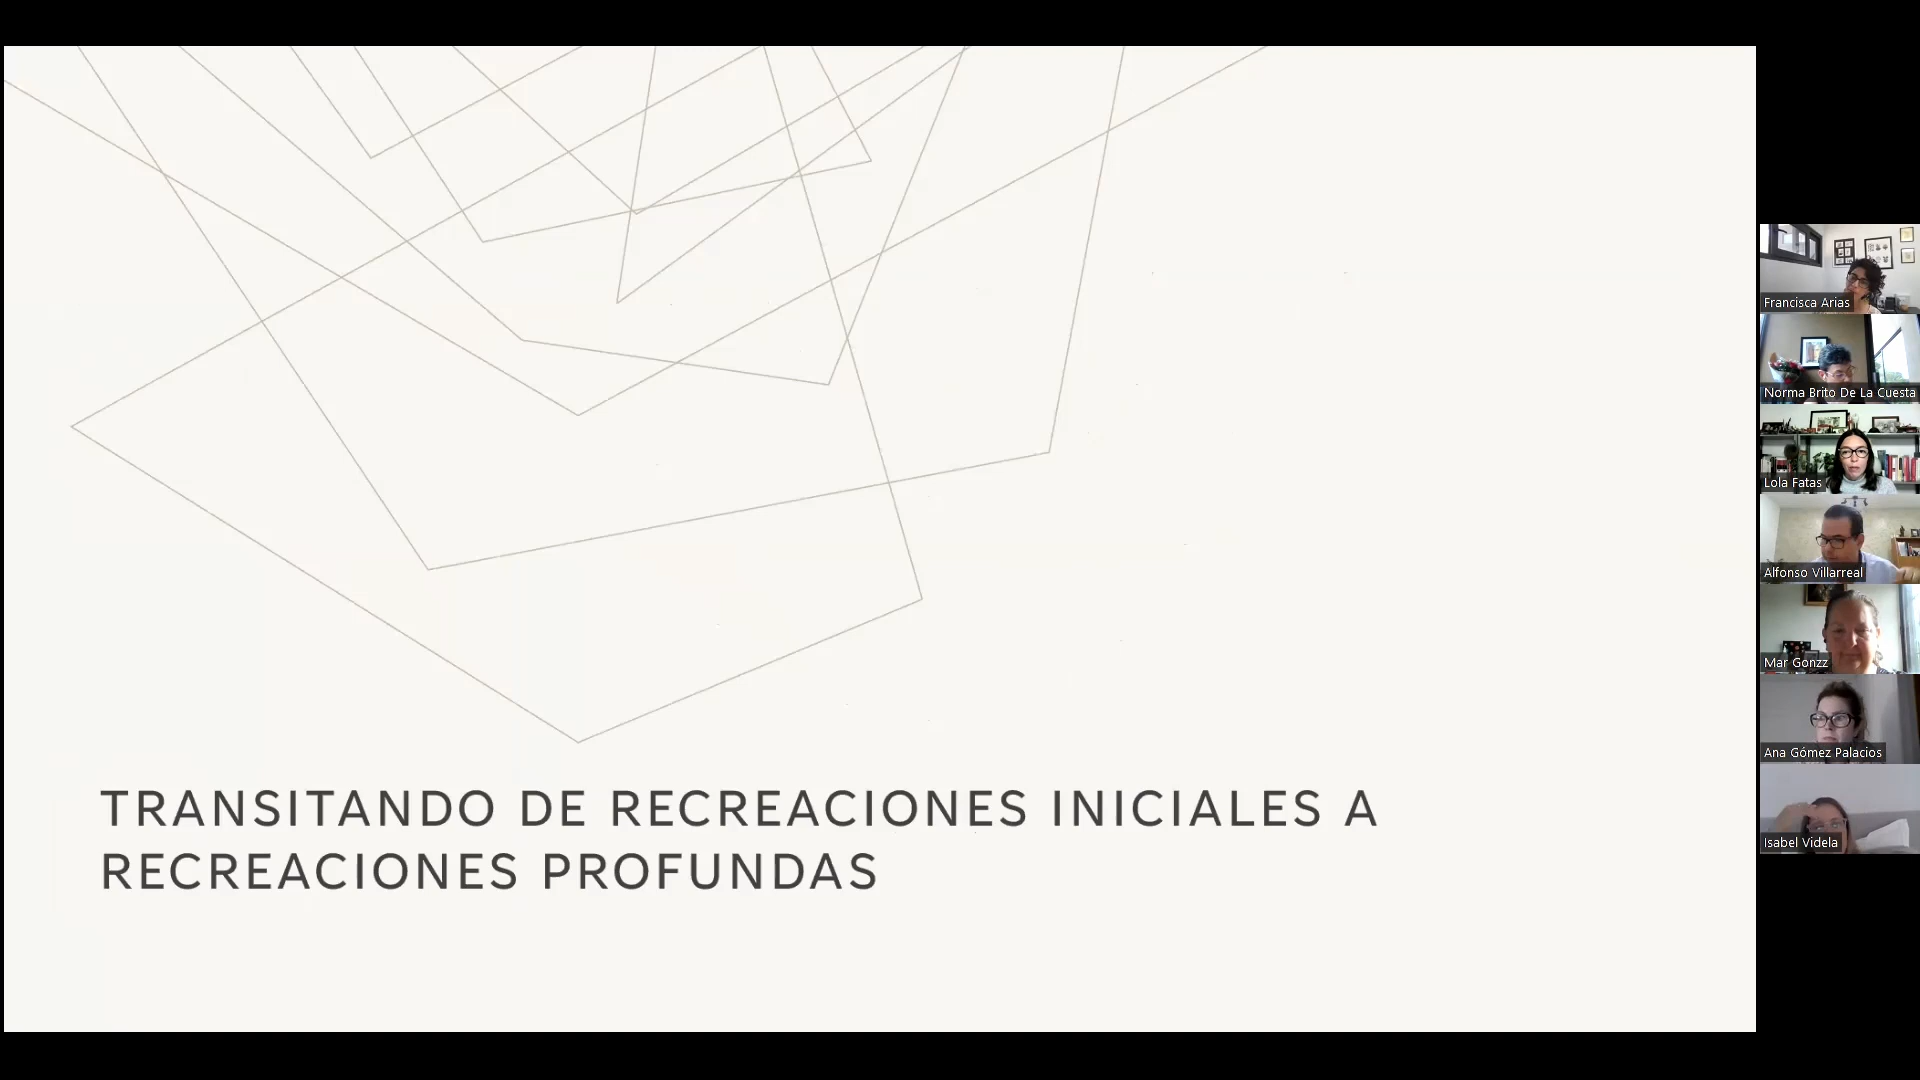 TRANSITANDO DE RECREACIONES INICIALES A
RECREACIONES PROFUNDAS
Francisca Arias
Norma Brito De La Cuesta
Lola Fatas
Alfonso Villarreal
Mar Gonzz
Ana Gómez Palacios
Isabel Videla